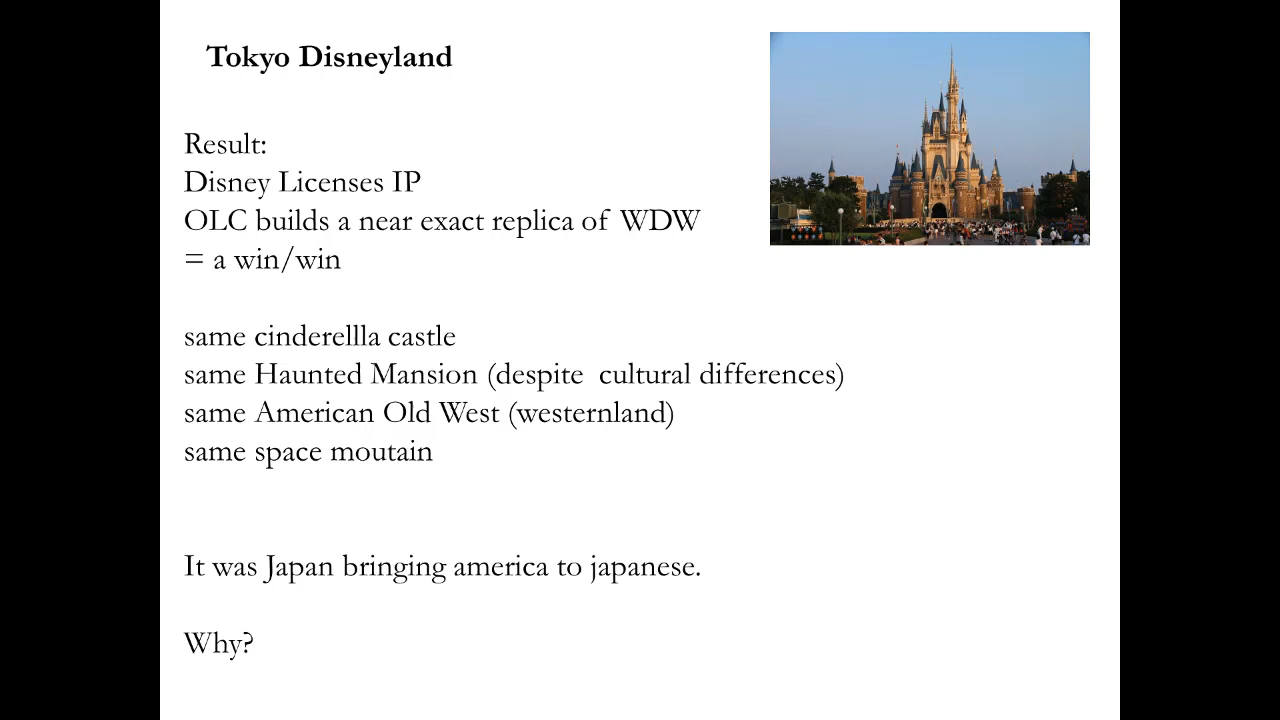 Tokyo Disneyland
Result:
Disney Licenses IP
OLC builds a near exact replica of WDW
= a win/win
same cinderellla castle
same Haunted Mansion (despite cultural differences)
same American Old West (westernland)
same space moutain
It was Japan bringing america to japanese.
Why?